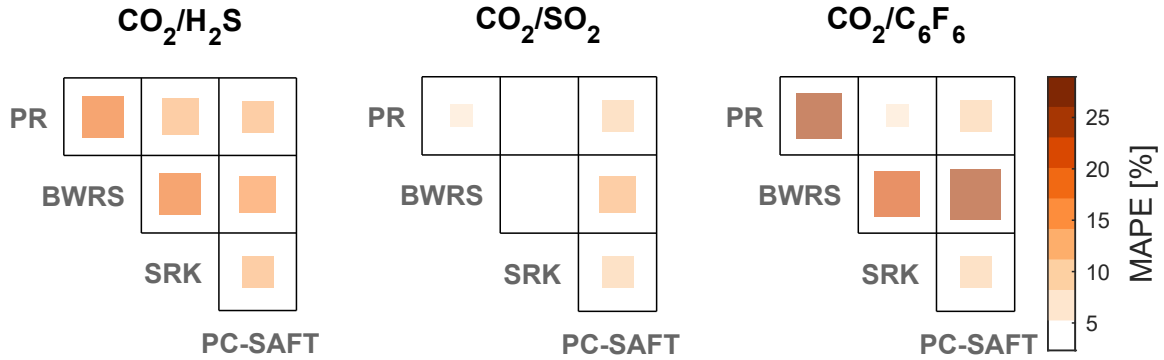 CO₂/H₂S
CO₂/SO₂
CO₂/C₆F₆
PR
BWRS
SRK
PC-SAFT
PR
BWRS
SRK
PC-SAFT
PR
BWRS
SRK
PC-SAFT
25
20
15
10
5
MAPE [%]